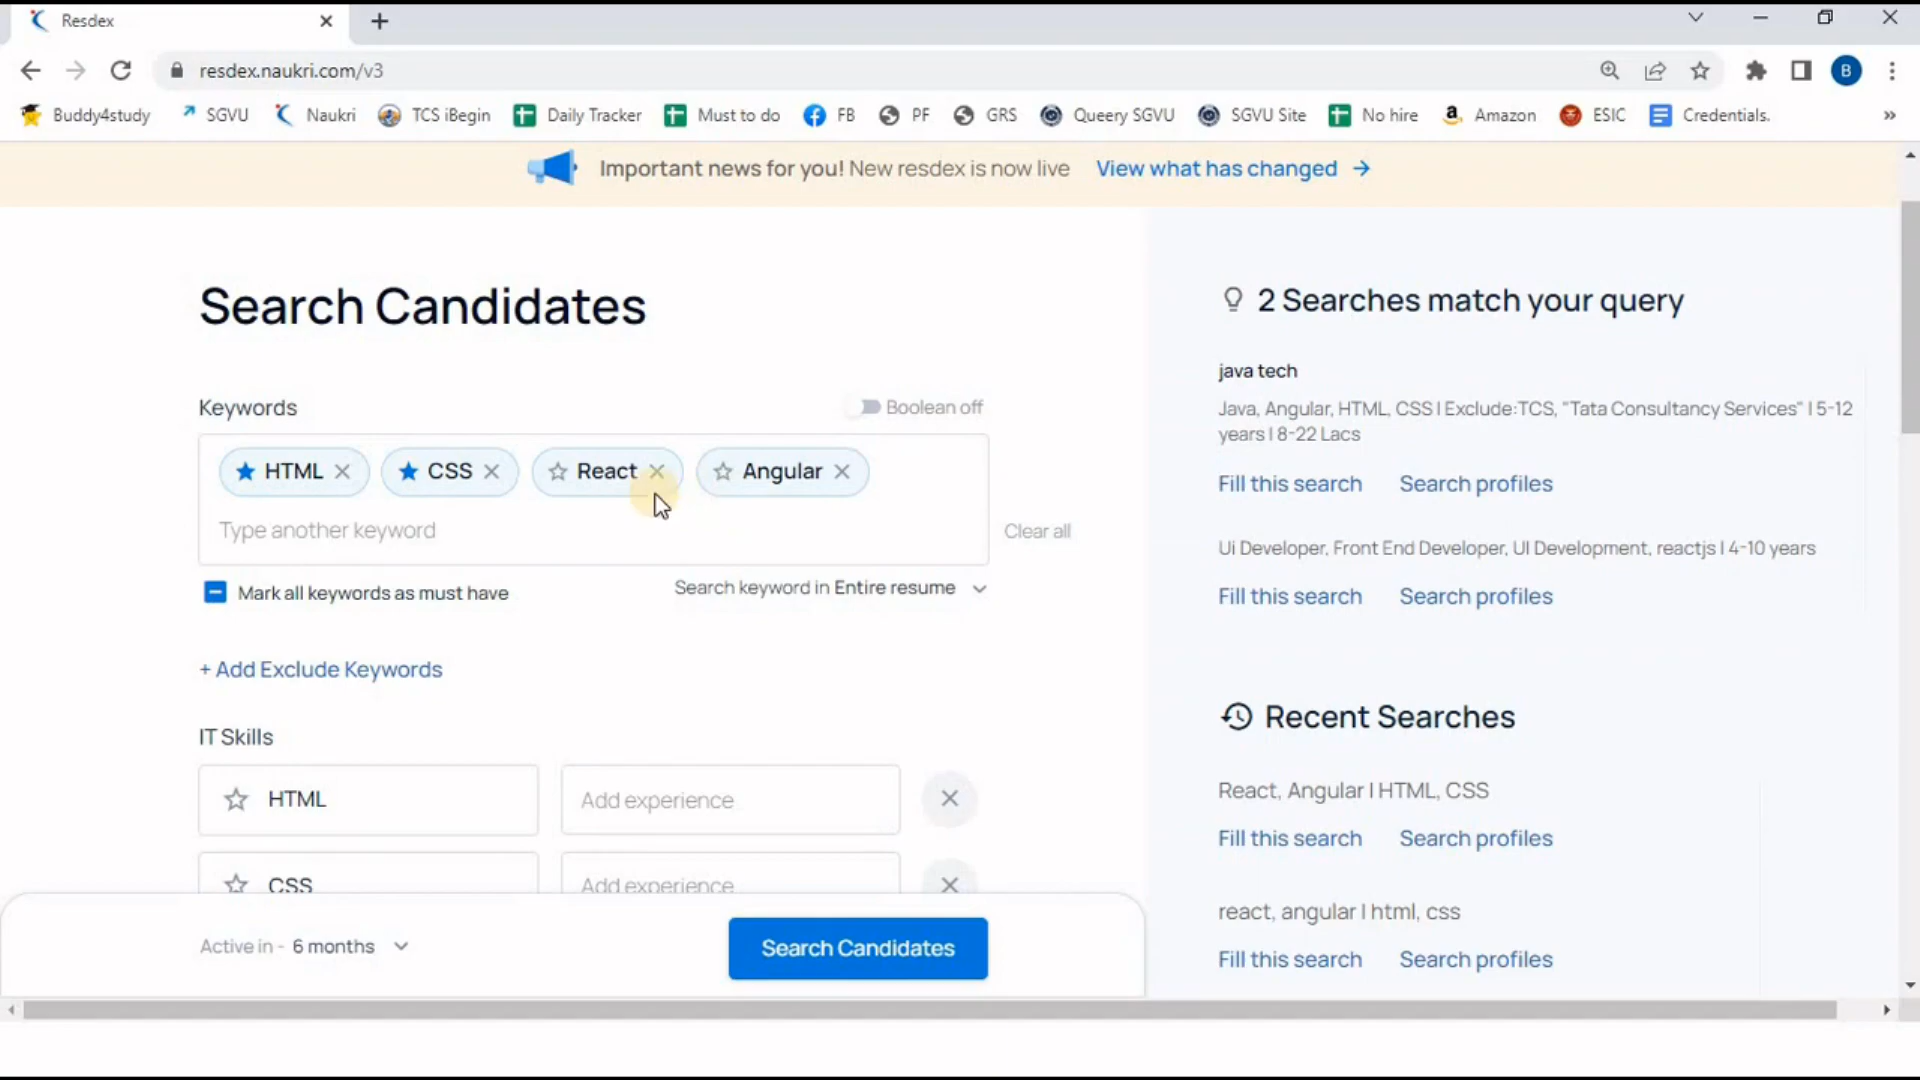 Resdex
resdex.naukri.com/v3
B
Buddy4study SGVU Naukri TCS iBegin Daily Tracker Must to do FB PF GRS Queery SGVU SGVU Site No hire Amazon ESIC Credentials. »
Important news for you! New resdex is now live View what has changed →
Search Candidates
Keywords
Boolean off
HTML CSS React Angular
Type another keyword
Clear all
Mark all keywords as must have
Search keyword in Entire resume
+ Add Exclude Keywords
IT Skills
HTML Add experience
CSS Add experience
Active in - 6 months
Search Candidates
2 Searches match your query
java tech
Java, Angular, HTML, CSS | Exclude:TCS, "Tata Consultancy Services" | 5-12
years | 8-22 Lacs
Fill this search Search profiles
Ui Developer, Front End Developer, UI Development, reactjs | 4-10 years
Fill this search Search profiles
Recent Searches
React, Angular | HTML, CSS
Fill this search Search profiles
react, angular | html, css
Fill this search Search profiles